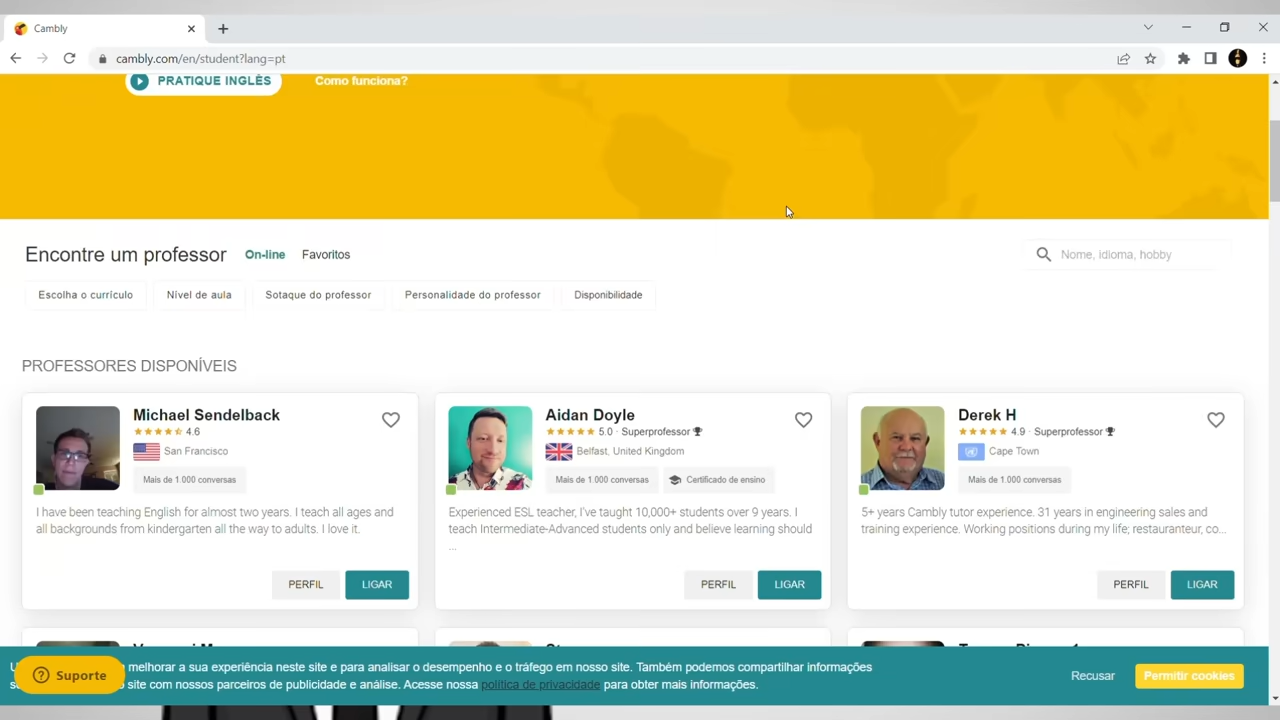 Cambly
cambly.com/en/student?lang=pt
PRATIQUE INGLÊS
Como funciona?
Encontre um professor
On-line
Favoritos
Nome, idioma, hobby
Escolha o currículo
Nível de aula
Sotaque do professor
Personalidade do professor
Disponibilidade
PROFESSORES DISPONÍVEIS
Michael Sendelback
4.6
San Francisco
Mais de 1.000 conversas
I have been teaching English for almost two years. I teach all ages and
all backgrounds from kindergarten all the way to adults. I love it.
PERFIL
LIGAR
Aidan Doyle
5.0 · Superprofessor
Belfast, United Kingdom
Mais de 1.000 conversas
Certificado de ensino
Experienced ESL teacher, I've taught 10,000+ students over 9 years. I
teach Intermediate-Advanced students only and believe learning should
...
PERFIL
LIGAR
Derek H
4.9 · Superprofessor
Cape Town
Mais de 1.000 conversas
5+ years Cambly tutor experience. 31 years in engineering sales and
training experience. Working positions during my life; restauranteur, co...
PERFIL
LIGAR
melhorar a sua experiência neste site e para analisar o desempenho e o tráfego em nosso site. Também podemos compartilhar informações
site com nossos parceiros de publicidade e análise. Acesse nossa política de privacidade para obter mais informações.
Suporte
Recusar
Permitir cookies